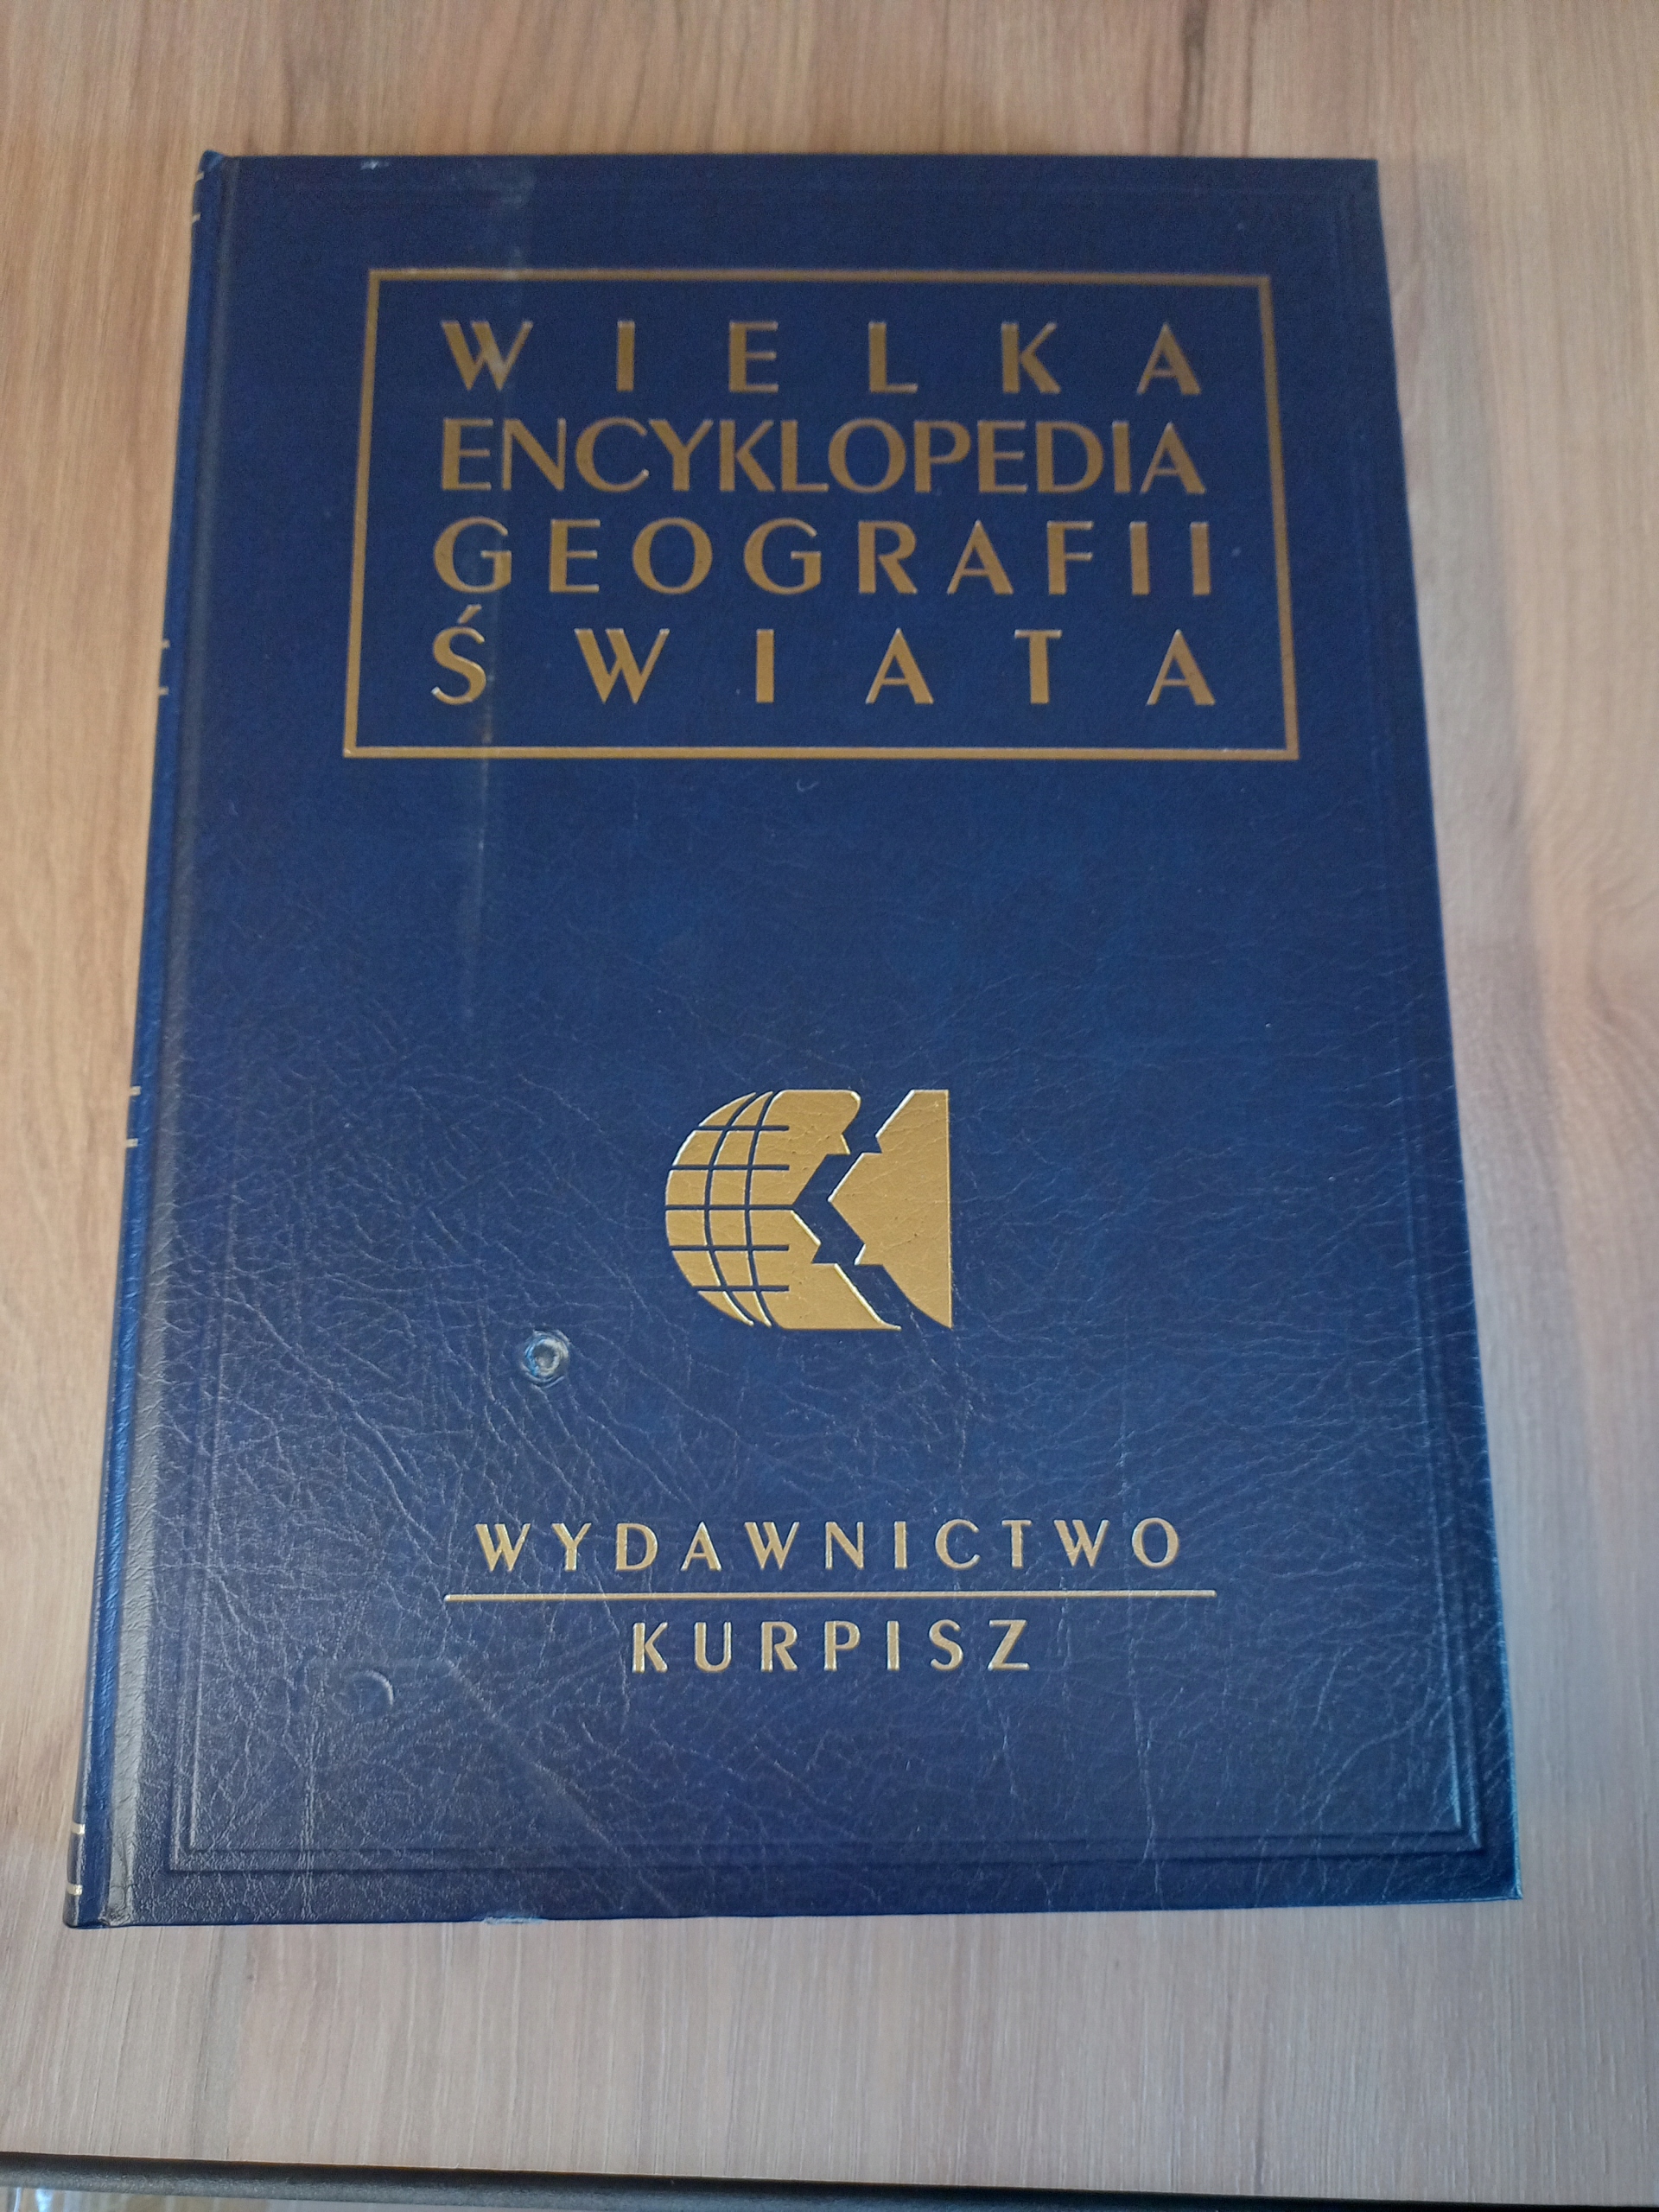 WIELKA
ENCYKLOPEDIA
GEOGRAFII
ŚWIATA
WYDAWNICTWO
KURPISZ